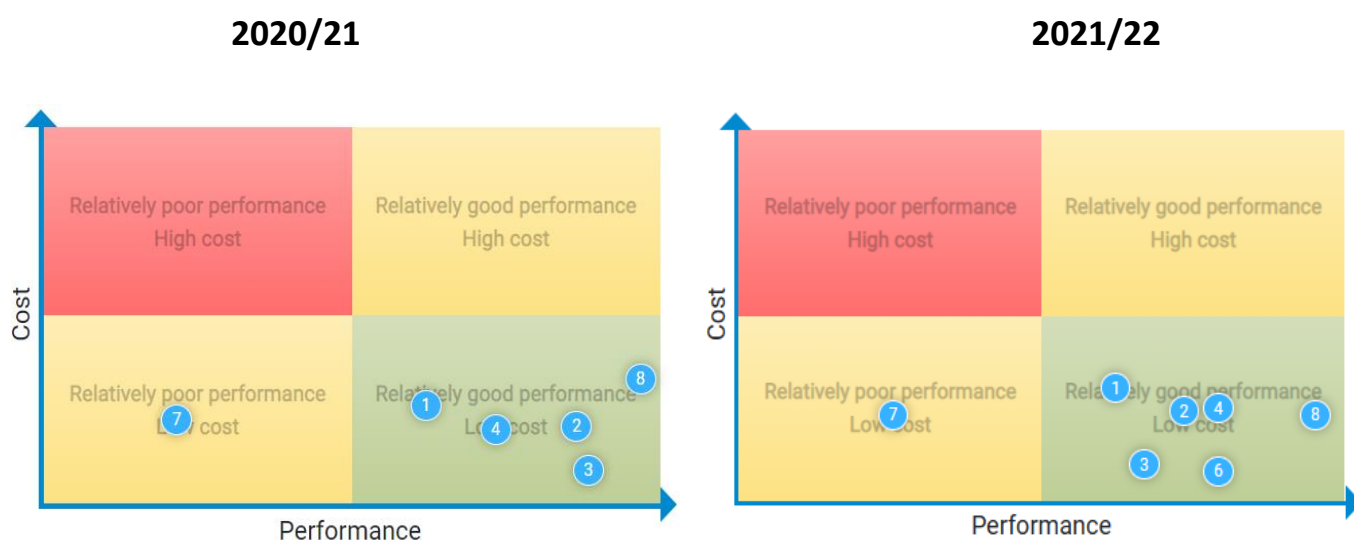 2020/21
2021/22
Relatively poor performance
High cost
Relatively good performance
High cost
Relatively poor performance
Low cost
Relatively good performance
Low cost
7
1
4
2
3
8
Cost
Performance
Relatively poor performance
High cost
Relatively good performance
High cost
Relatively poor performance
Low cost
Relatively good performance
Low cost
7
1
2
4
8
3
6
Cost
Performance